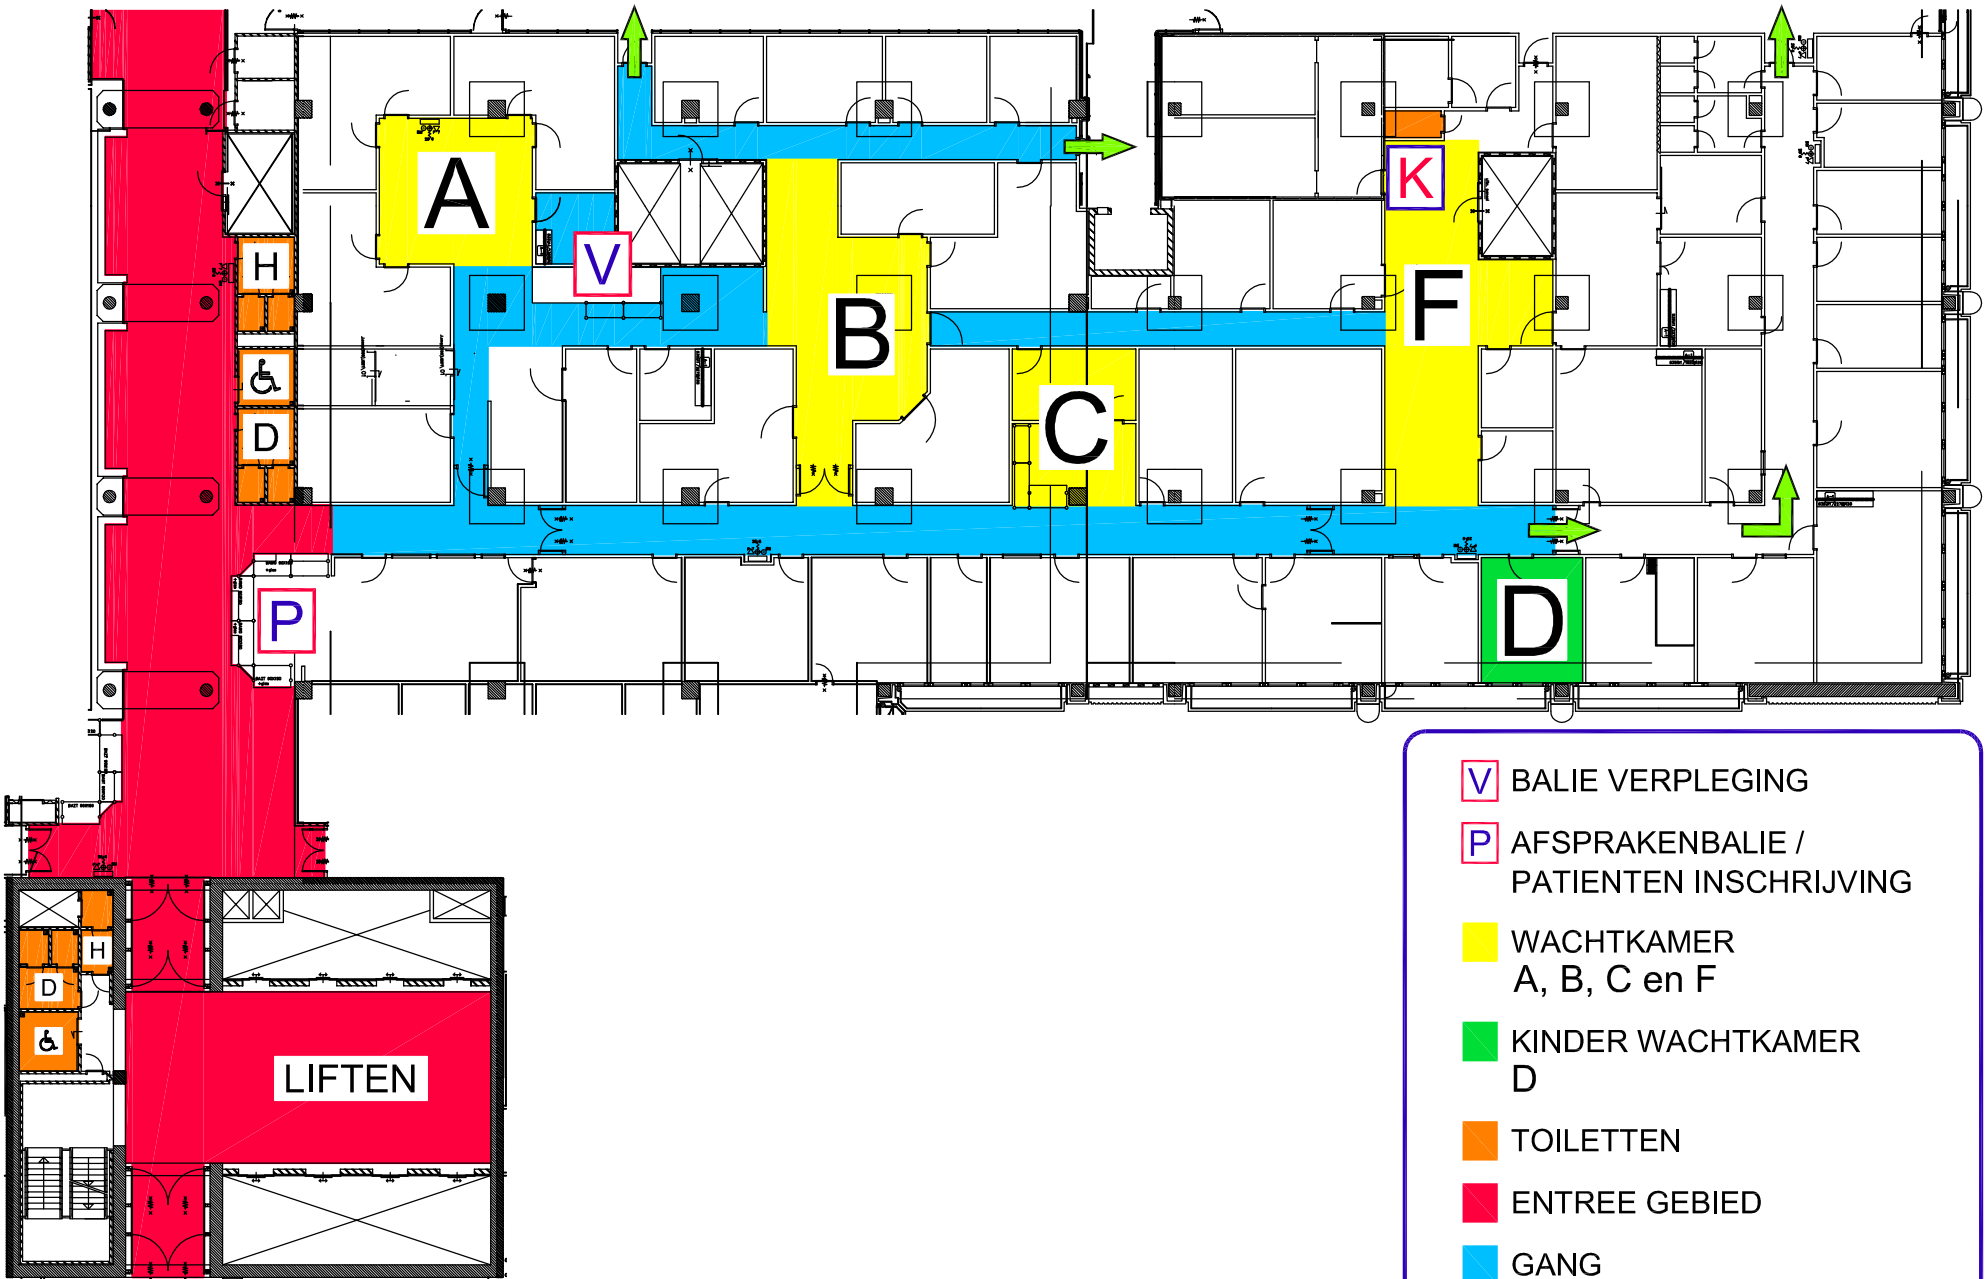 A
K
H
V
F
B
D
C
P
D
H
D
LIFTEN
V BALIE VERPLEGING
P AFSPRAKENBALIE /
PATIENTEN INSCHRIJVING
WACHTKAMER
A, B, C en F
KINDER WACHTKAMER
D
TOILETTEN
ENTREE GEBIED
GANG